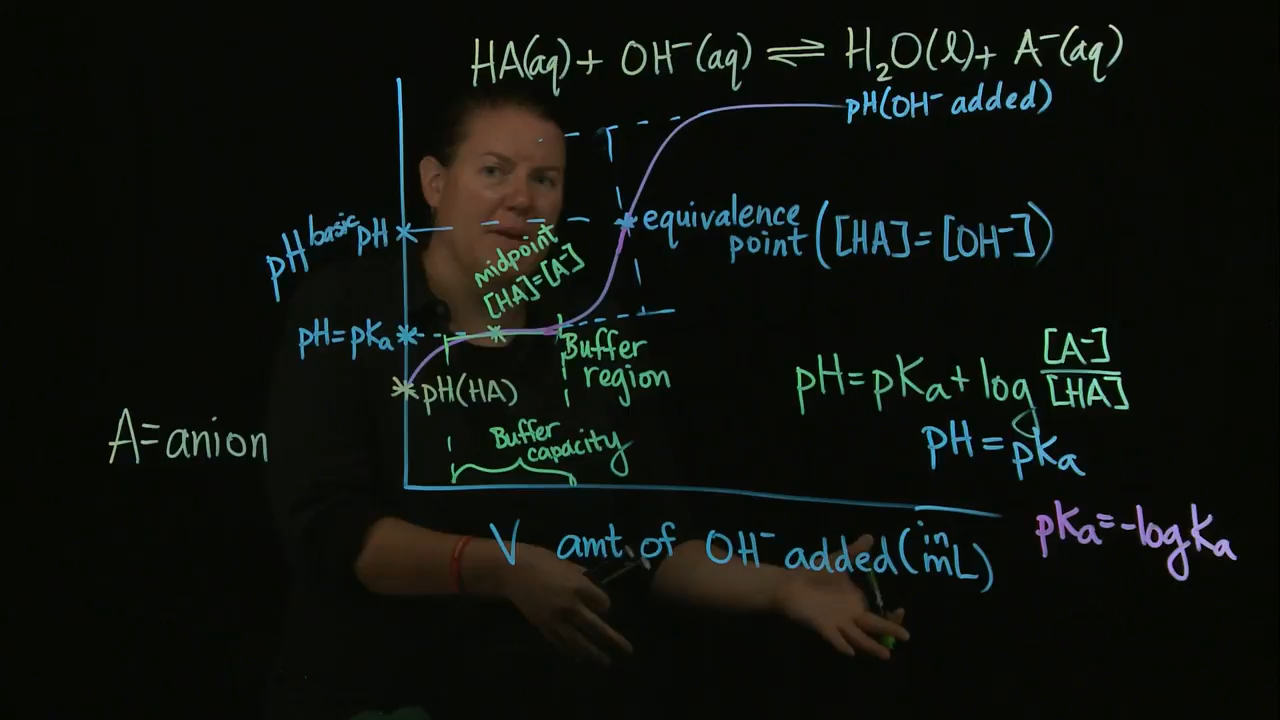 HA(aq) + OH⁻(aq) ⇌ H₂O(l) + A⁻(aq)
pH(OH⁻ added)
pH
basic pH
equivalence
point ([HA] = [OH⁻])
midpoint
[HA]=[A⁻]
pH=pKₐ
Buffer
region
pH(HA)
pH = pKₐ + log [A⁻]/[HA]
pH = pKₐ
A=anion
Buffer
capacity
V amt. of OH⁻ added (in mL)
pKₐ = -log Kₐ